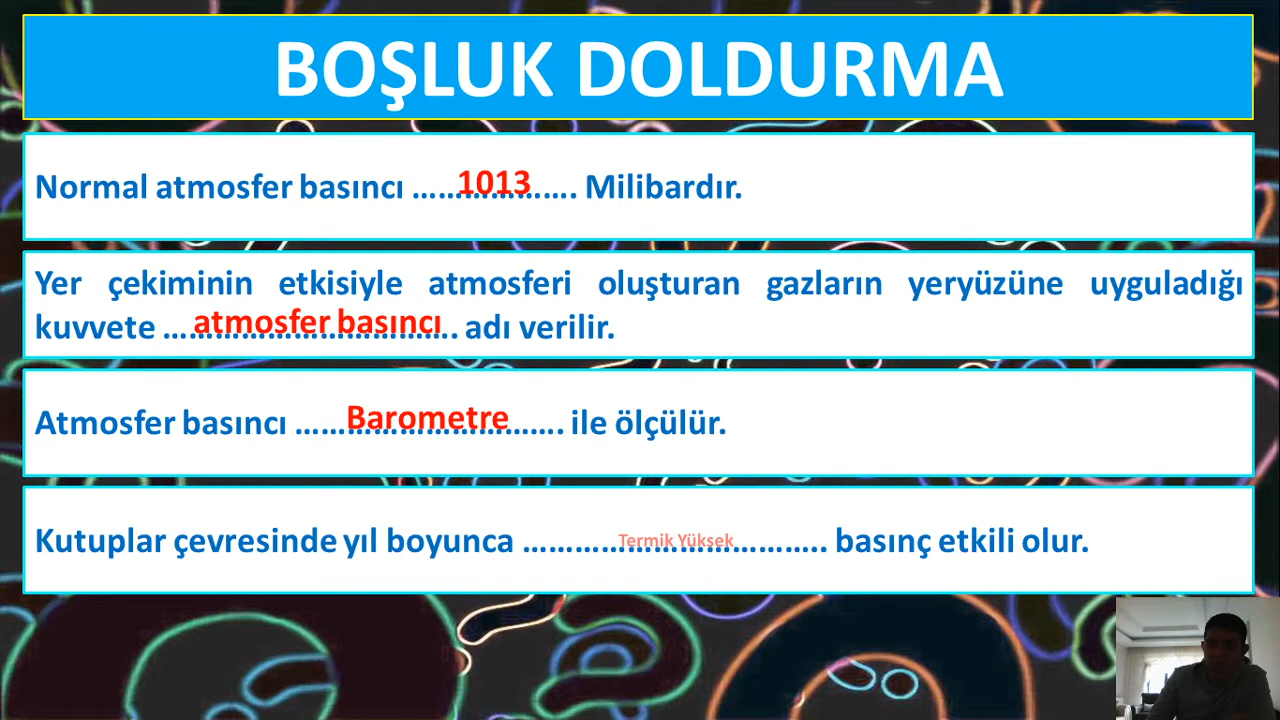 BOŞLUK DOLDURMA
Normal atmosfer basıncı ……1013……. Milibardır.
Yer çekiminin etkisiyle atmosferi oluşturan gazların yeryüzüne uyguladığı
kuvvete …atmosfer basıncı.. adı verilir.
Atmosfer basıncı ……Barometre……. ile ölçülür.
Kutuplar çevresinde yıl boyunca …………Termik Yüksek……….. basınç etkili olur.